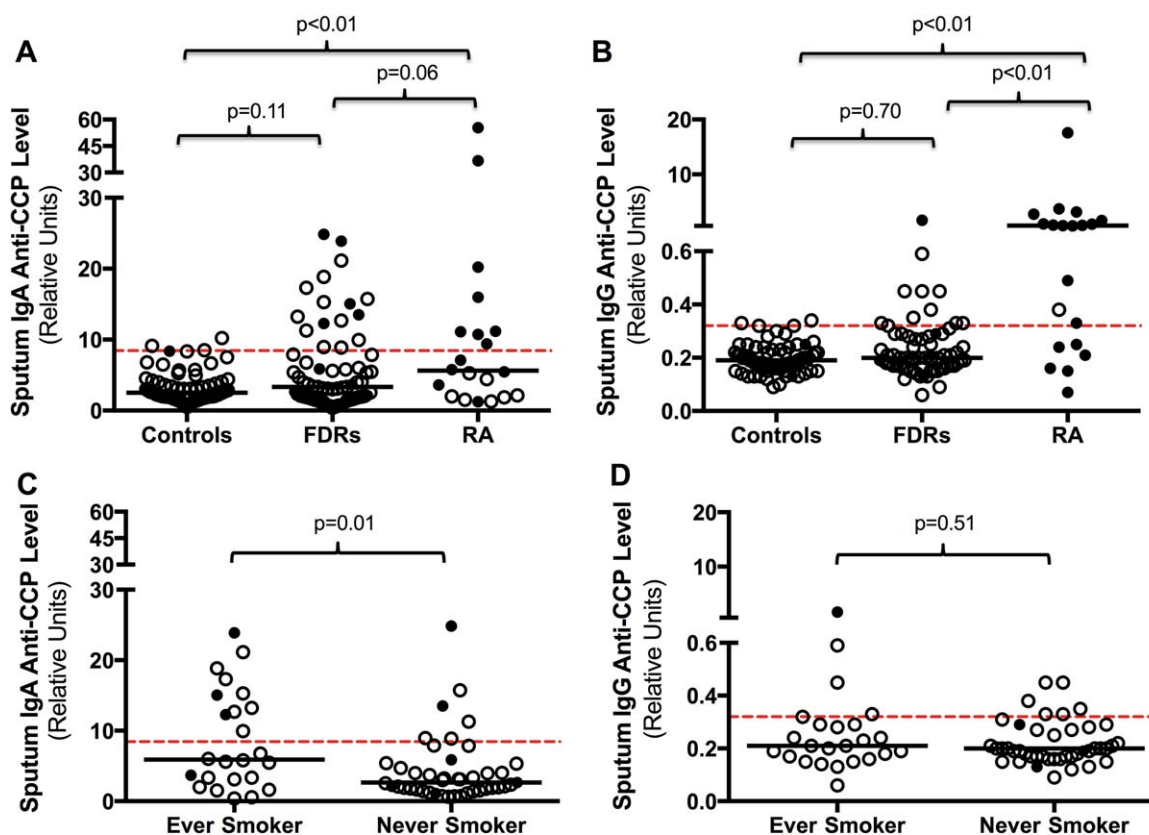 A
p<0.01
p=0.06
p=0.11
Sputum IgA Anti-CCP Level
(Relative Units)
60
45
30
30
20
10
0
Controls FDRs RA
B
p<0.01
p<0.01
p=0.70
Sputum IgG Anti-CCP Level
(Relative Units)
20
10
0.6
0.4
0.2
0.0
Controls FDRs RA
C
p=0.01
Sputum IgA Anti-CCP Level
(Relative Units)
60
45
30
30
20
10
0
Ever Smoker Never Smoker
D
p=0.51
Sputum IgG Anti-CCP Level
(Relative Units)
20
10
0.6
0.4
0.2
0.0
Ever Smoker Never Smoker